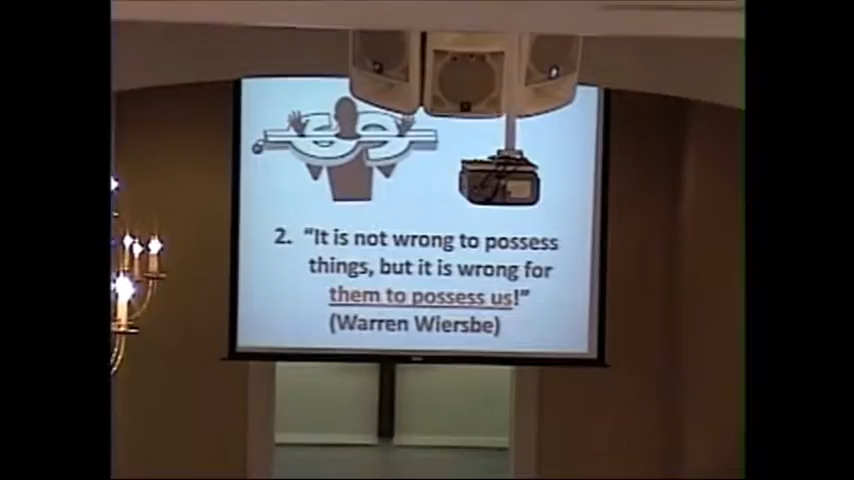 2. “It is not wrong to possess
things, but it is wrong for
them to possess us!”
(Warren Wiersbe)